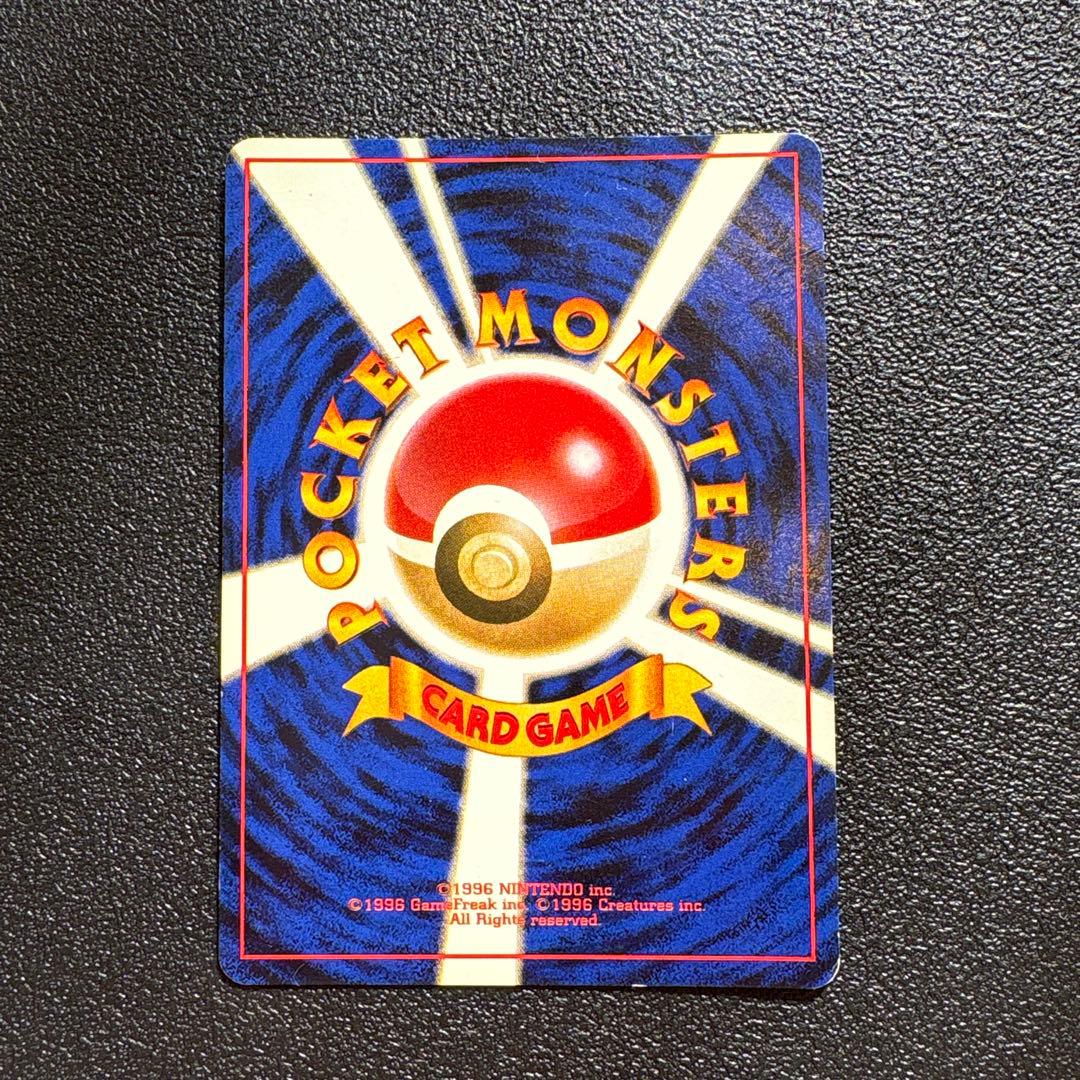 POCKET MONSTERS
CARD GAME
©1996 NINTENDO inc.
©1996 GameFreak inc. ©1996 Creatures inc.
All Rights reserved.